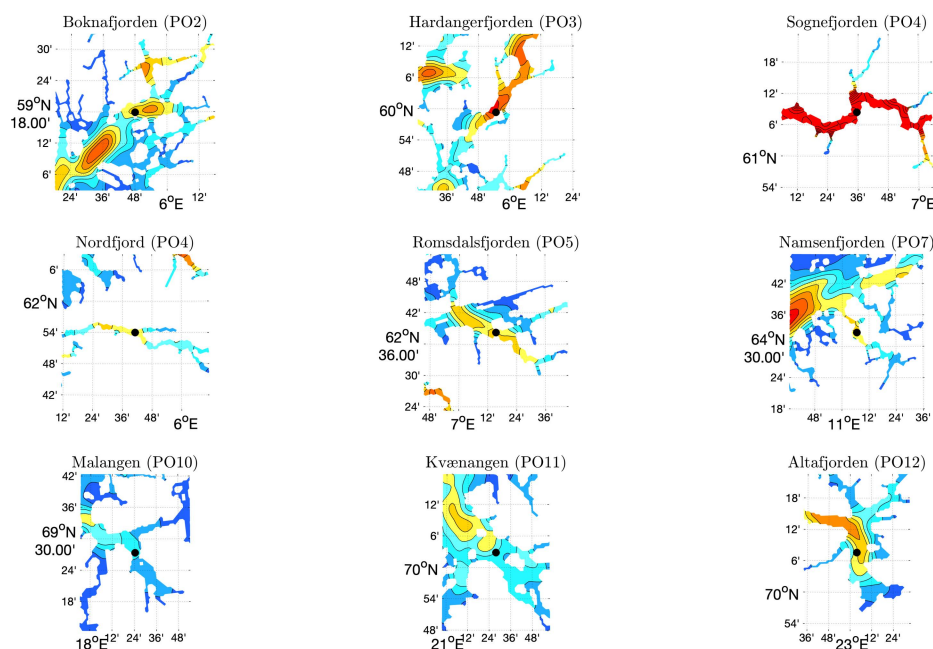 Boknafjorden (PO2)
30'
24'
59°N
18.00'
12'
6'
24' 36' 48' 6°E 12'
Hardangerfjorden (PO3)
12'
6'
60°N
54'
48'
48' 6°E 12' 24'
Sognefjorden (PO4)
18'
12'
6'
61°N
54'
12' 24' 36' 48' 7°E
Nordfjord (PO4)
6'
62°N
54'
48'
42'
12' 24' 36' 48' 6°E
Romsdalsfjorden (PO5)
48'
42'
62°N
36.00'
30'
24'
48' 7°E 12' 24' 36'
Namsenfjorden (PO7)
42'
36'
64°N
30.00'
24'
18'
48' 11°E 12' 24' 36'
Malangen (PO10)
42'
36'
69°N
30.00'
24'
18'
18°E 12' 24' 36' 48'
Kvænangen (PO11)
12'
6'
70°N
54'
48'
21°E 12' 24' 36' 48'
Altafjorden (PO12)
18'
12'
6'
70°N
54'
36' 48' 23°E 12' 24'